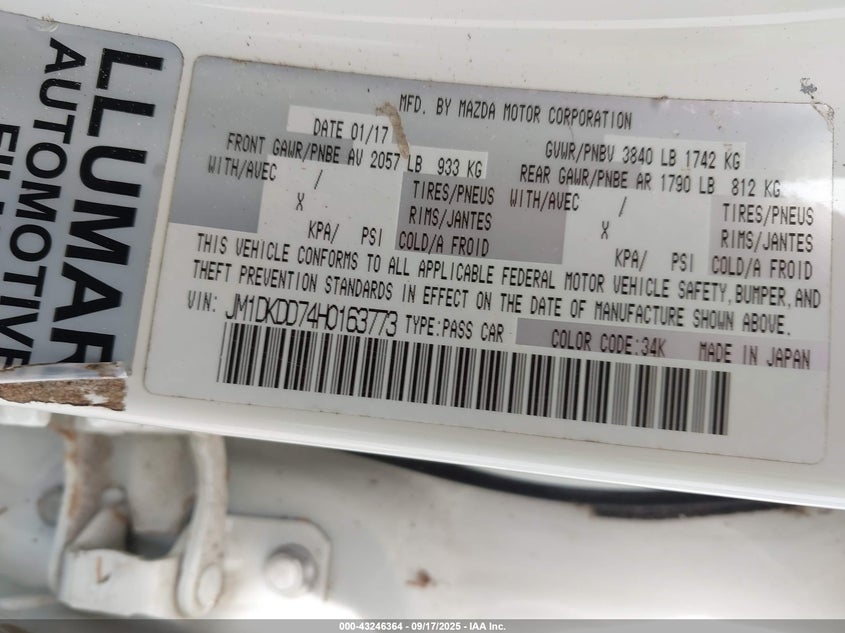 LLUMAR
AUTOMOTIVE
MFD. BY MAZDA MOTOR CORPORATION
DATE 01/17
GVWR/PNBV 3840 LB 1742 KG
FRONT GAWR/PNBE AV 2057 LB 933 KG
REAR GAWR/PNBE AR 1790 LB 812 KG
WITH/AVEC / TIRES/PNEUS
WITH/AVEC / TIRES/PNEUS
X RIMS/JANTES
X RIMS/JANTES
KPA/ PSI COLD/A FROID
KPA/ PSI COLD/A FROID
THIS VEHICLE CONFORMS TO ALL APPLICABLE FEDERAL MOTOR VEHICLE SAFETY, BUMPER, AND
THEFT PREVENTION STANDARDS IN EFFECT ON THE DATE OF MANUFACTURE SHOWN ABOVE.
VIN: JM1DKDD74H0163773 TYPE:PASS CAR COLOR CODE:34K MADE IN JAPAN
000-43246364 - 09/17/2025 - IAA Inc.